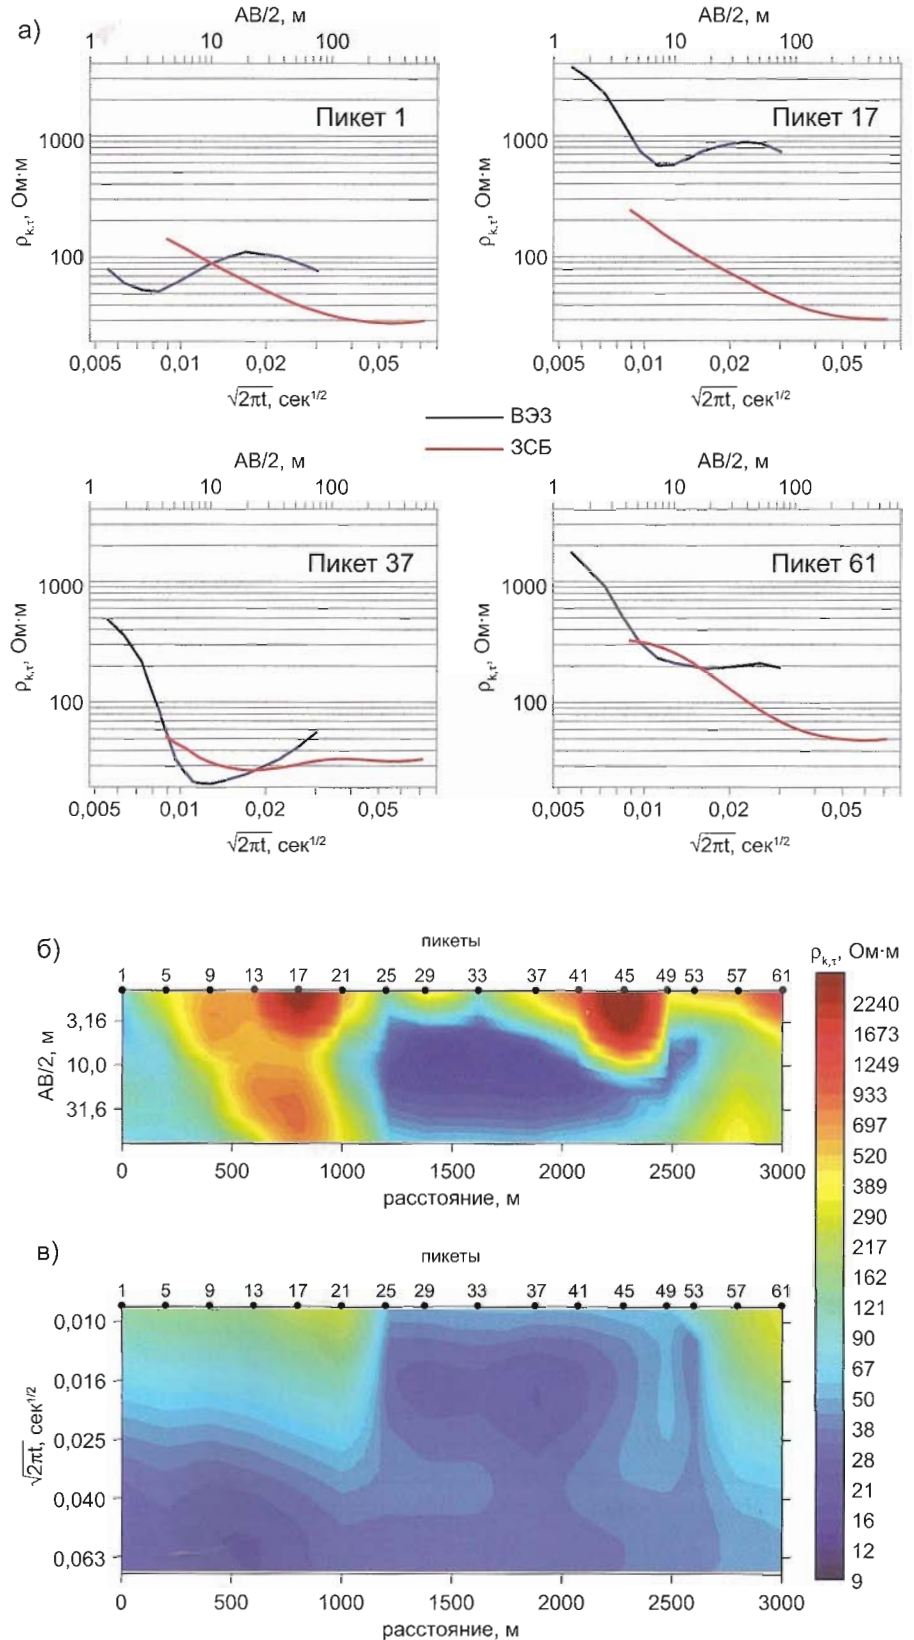 а)
AB/2, м
1 10 100
Пикет 1
1000
100
ρk,τ, Ом·м
0,005 0,01 0,02 0,05
√2πt, сек1/2
AB/2, м
1 10 100
Пикет 17
1000
100
ρk,τ, Ом·м
0,005 0,01 0,02 0,05
√2πt, сек1/2
ВЭЗ
ЗСБ
AB/2, м
1 10 100
Пикет 37
1000
100
ρk,τ, Ом·м
0,005 0,01 0,02 0,05
√2πt, сек1/2
AB/2, м
1 10 100
Пикет 61
1000
100
ρk,τ, Ом·м
0,005 0,01 0,02 0,05
√2πt, сек1/2
б)
пикеты
1 5 9 13 17 21 25 29 33 37 41 45 49 53 57 61
AB/2, м
3,16
10,0
31,6
0 500 1000 1500 2000 2500 3000
расстояние, м
в)
пикеты
1 5 9 13 17 21 25 29 33 37 41 45 49 53 57 61
√2πt, сек1/2
0,010
0,016
0,025
0,040
0,063
0 500 1000 1500 2000 2500 3000
расстояние, м
ρk,τ, Ом·м
2240
1673
1249
933
697
520
389
290
217
162
121
90
67
50
38
28
21
16
12
9